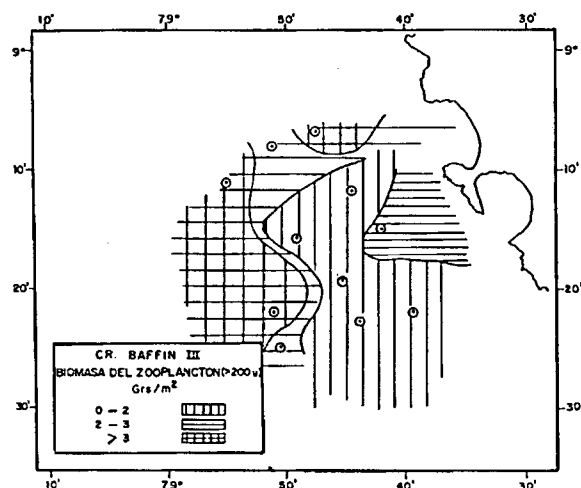 10' 79° 50' 40' 30'
9°
10'
20'
30'
CR. BAFFIN III
BIOMASA DEL ZOOPLANCTON (>200 u)
Grs/m²
0 - 2
2 - 3
> 3
10' 79° 50' 40' 30'
9°
10'
20'
30'